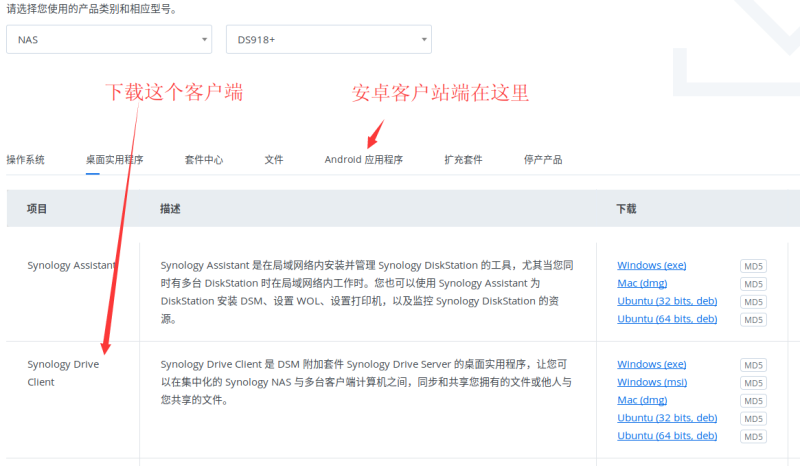 请选择您使用的产品类别和相应型号。
NAS
DS918+
下载这个客户端
安卓客户站端在这里
操作系统
桌面实用程序
套件中心
文件
Android 应用程序
扩充套件
停产产品
项目
描述
下载
Synology Assistant
Synology Assistant 是在局域网络内安装并管理 Synology DiskStation 的工具，尤其当您同
时有多台 DiskStation 时在局域网络内工作时。您也可以使用 Synology Assistant 为
DiskStation 安装 DSM、设置 WOL、设置打印机，以及监控 Synology DiskStation 的资
源。
Windows (exe) MD5
Mac (dmg) MD5
Ubuntu (32 bits, deb) MD5
Ubuntu (64 bits, deb) MD5
Synology Drive
Client
Synology Drive Client 是 DSM 附加套件 Synology Drive Server 的桌面实用程序，让您可
以在集中化的 Synology NAS 与多台客户端计算机之间，同步和共享您拥有的文件或他人与
您共享的文件。
Windows (exe) MD5
Windows (msi) MD5
Mac (dmg) MD5
Ubuntu (32 bits, deb) MD5
Ubuntu (64 bits, deb) MD5